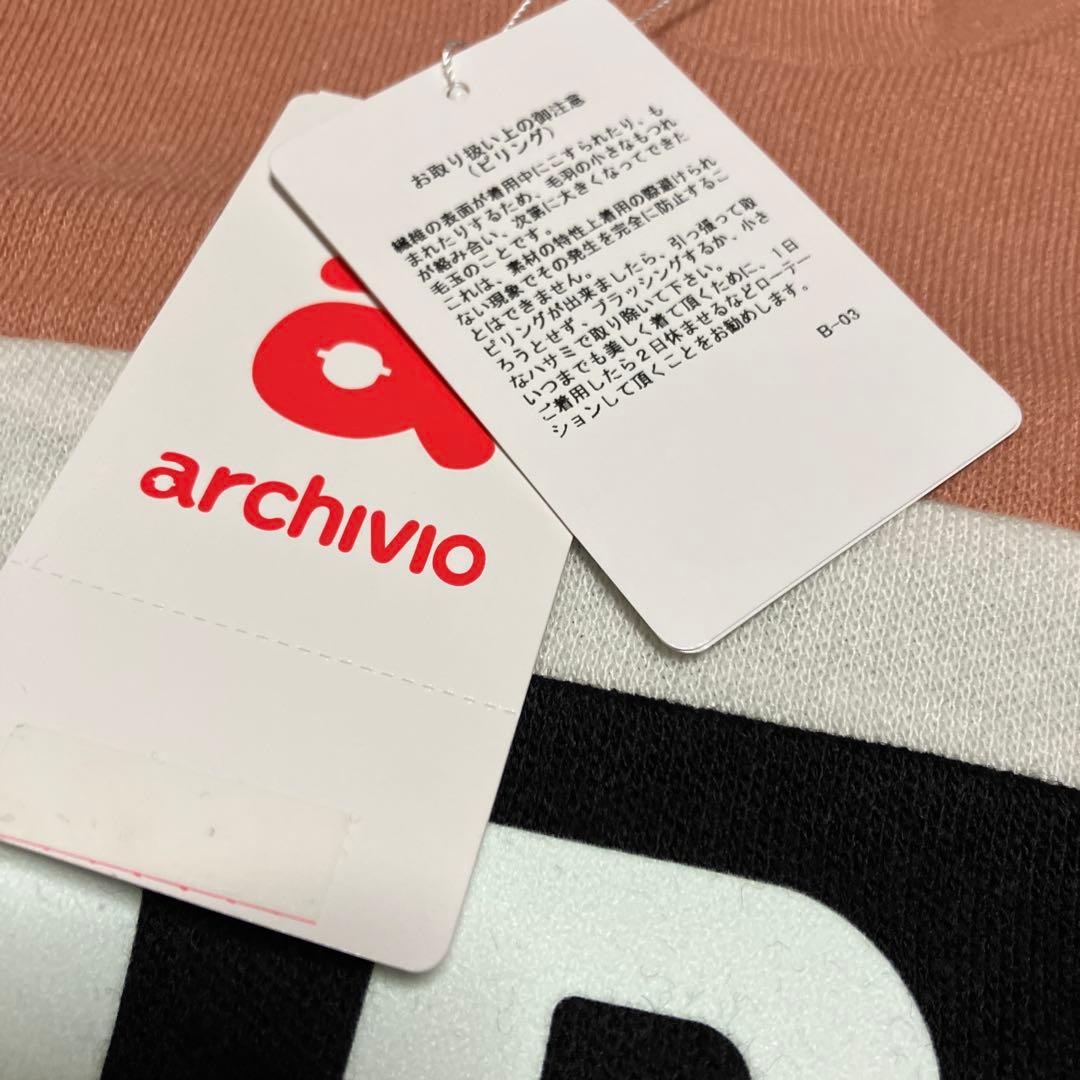 お取り扱い上の御注意
(ピリング)
繊維の表面が着用中にこすられたり、も
まれたりするため、毛羽の小さなもつれ
が絡み合い、次第に大きくなってできた
毛玉のことです。
これは、素材の特性上着用の際避けられ
ない現象でその発生を完全に防止するこ
とはできません。
ピリングが出来ましたら、引っ張って取
ろうとせず、ブラッシングするか、小さ
なハサミで取り除いて下さい。
いつまでも美しく着て頂くために、1日
ご着用したら2日休ませるなどローテー
ションして頂くことをお勧めします。
B-03
a
archivio